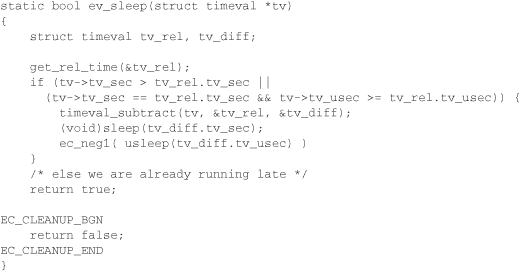 static bool ev_sleep(struct timeval *tv)
{
    struct timeval tv_rel, tv_diff;

    get_rel_time(&tv_rel);
    if (tv->tv_sec > tv_rel.tv_sec ||
      (tv->tv_sec == tv_rel.tv_sec && tv->tv_usec >= tv_rel.tv_usec)) {
        timeval_subtract(tv, &tv_rel, &tv_diff);
        (void)sleep(tv_diff.tv_sec);
        ec_neg1( usleep(tv_diff.tv_usec) )
    }
    /* else we are already running late */
    return true;

EC_CLEANUP_BGN
    return false;
EC_CLEANUP_END
}